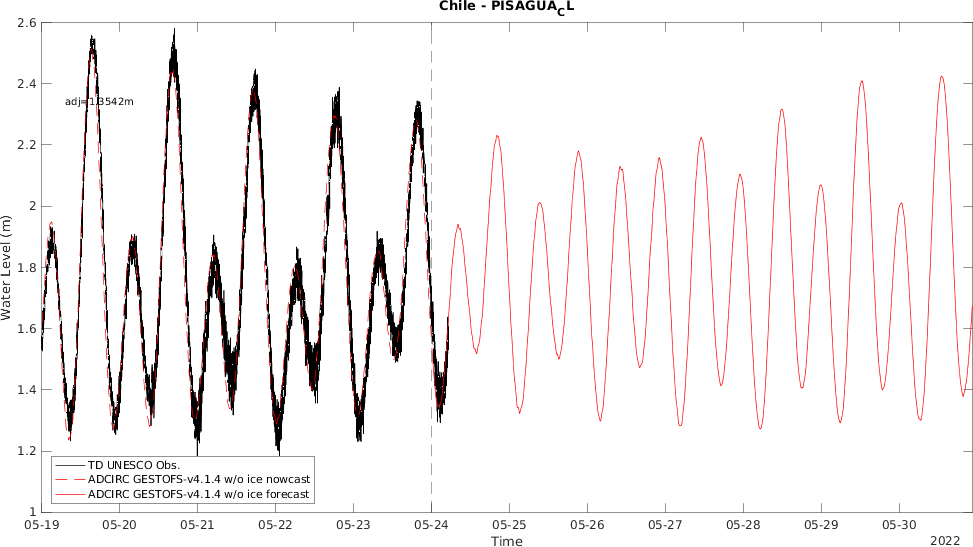 Chile - PISAGUA_CL
2.6
2.4
adj=1.3542m
2.2
2
Water Level (m)
1.8
1.6
1.4
1.2
1
TD UNESCO Obs.
ADCIRC GESTOFS-v4.1.4 w/o ice nowcast
ADCIRC GESTOFS-v4.1.4 w/o ice forecast
05-19 05-20 05-21 05-22 05-23 05-24 05-25 05-26 05-27 05-28 05-29 05-30
Time
2022